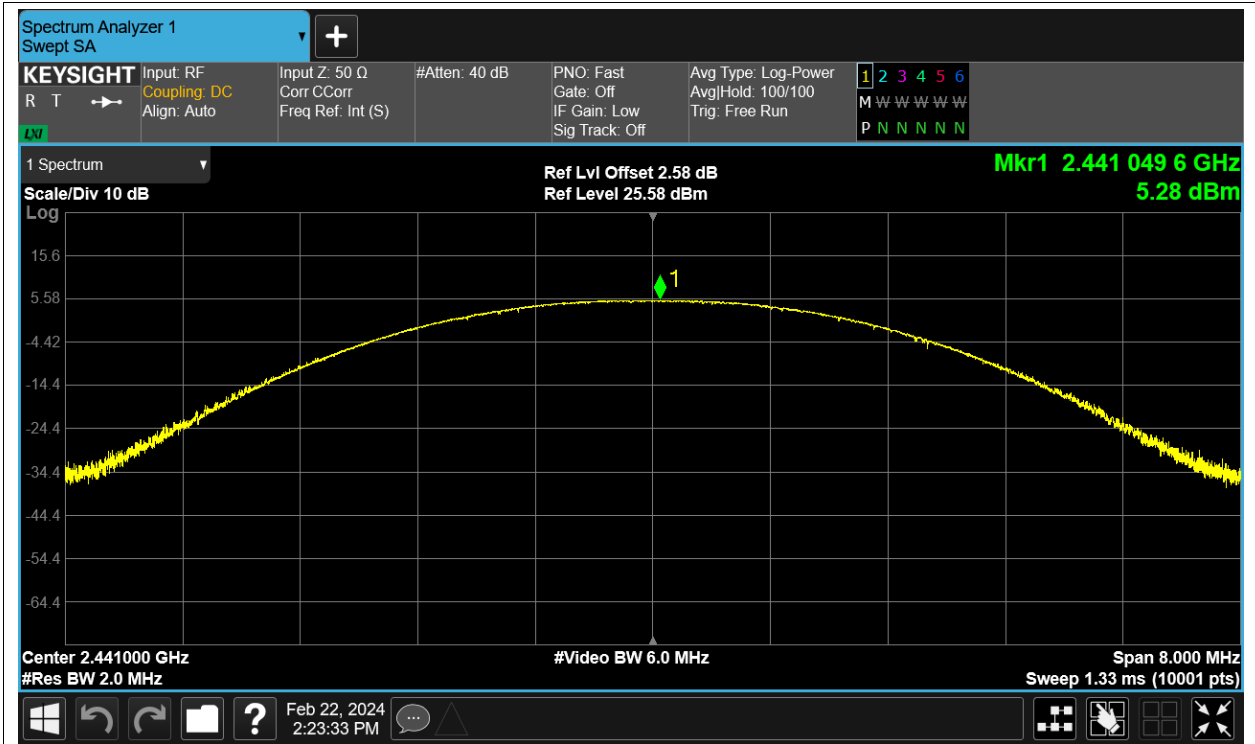 Spectrum Analyzer 1
Swept SA
KEYSIGHT
R T
LXI
Input: RF
Coupling: DC
Align: Auto
Input Z: 50 Ω
Corr CCorr
Freq Ref: Int (S)
#Atten: 40 dB
PNO: Fast
Gate: Off
IF Gain: Low
Sig Track: Off
Avg Type: Log-Power
Avg|Hold: 100/100
Trig: Free Run
1 2 3 4 5 6
M W W W W W
P N N N N N
1 Spectrum
Scale/Div 10 dB
Log
Ref Lvl Offset 2.58 dB
Ref Level 25.58 dBm
Mkr1 2.441 049 6 GHz
5.28 dBm
1
15.6
5.58
-4.42
-14.4
-24.4
-34.4
-44.4
-54.4
-64.4
Center 2.441000 GHz
#Video BW 6.0 MHz
Span 8.000 MHz
#Res BW 2.0 MHz
Sweep 1.33 ms (10001 pts)
?
Feb 22, 2024
2:23:33 PM